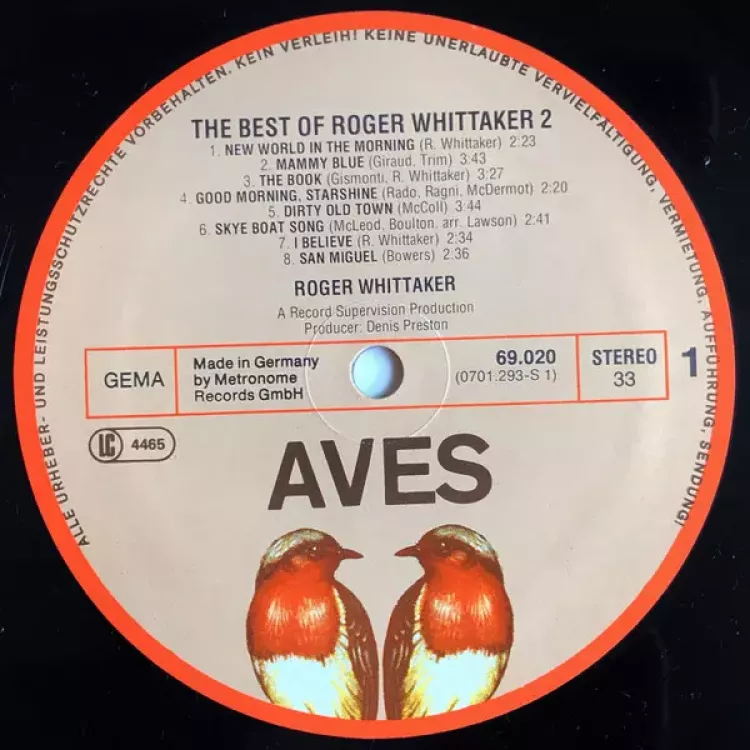 ALLE URHEBER- UND LEISTUNGSSCHUTZRECHTE VORBEHALTEN. KEIN VERLEIH! KEINE UNERLAUBTE VERVIELFÄLTIGUNG, VERMIETUNG, AUFFÜHRUNG, SENDUNG!
THE BEST OF ROGER WHITTAKER 2
1. NEW WORLD IN THE MORNING (R. Whittaker) 2:23
2. MAMMY BLUE (Giraud, Trim) 3:43
3. THE BOOK (Gismonti, R. Whittaker) 3:27
4. GOOD MORNING, STARSHINE (Rado, Ragni, McDermot) 2:20
5. DIRTY OLD TOWN (McColl) 3:44
6. SKYE BOAT SONG (McLeod, Boulton, arr. Lawson) 2:41
7. I BELIEVE (R. Whittaker) 2:34
8. SAN MIGUEL (Bowers) 2:36
ROGER WHITTAKER
A Record Supervision Production
Producer: Denis Preston
GEMA
Made in Germany
by Metronome
Records GmbH
69.020
(0701.293-S 1)
STEREO
33
1
LC 4465
AVES